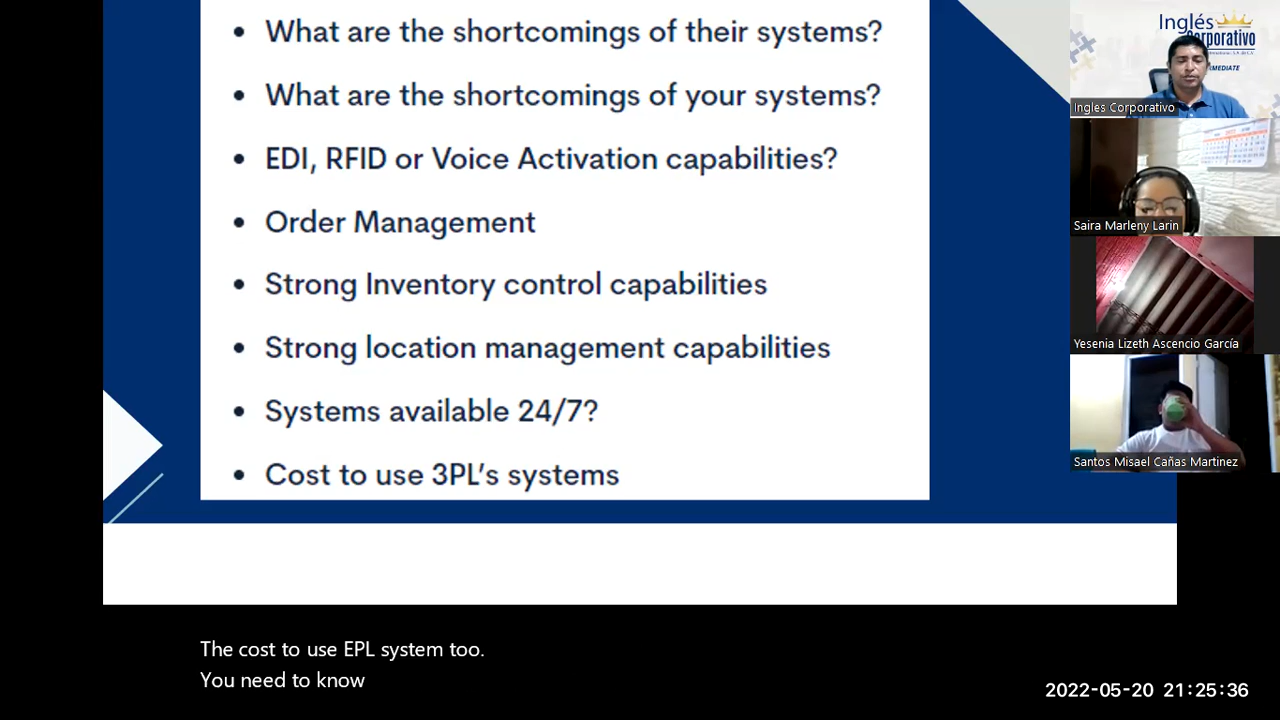 What are the shortcomings of their systems?
What are the shortcomings of your systems?
EDI, RFID or Voice Activation capabilities?
Order Management
Strong Inventory control capabilities
Strong location management capabilities
Systems available 24/7?
Cost to use 3PL's systems
Inglés
Corporativo
Ingles Corporativo
Saira Marleny Larin
Yesenia Lizeth Ascencio García
Santos Misael Cañas Martinez
The cost to use EPL system too.
You need to know
2022-05-20 21:25:36